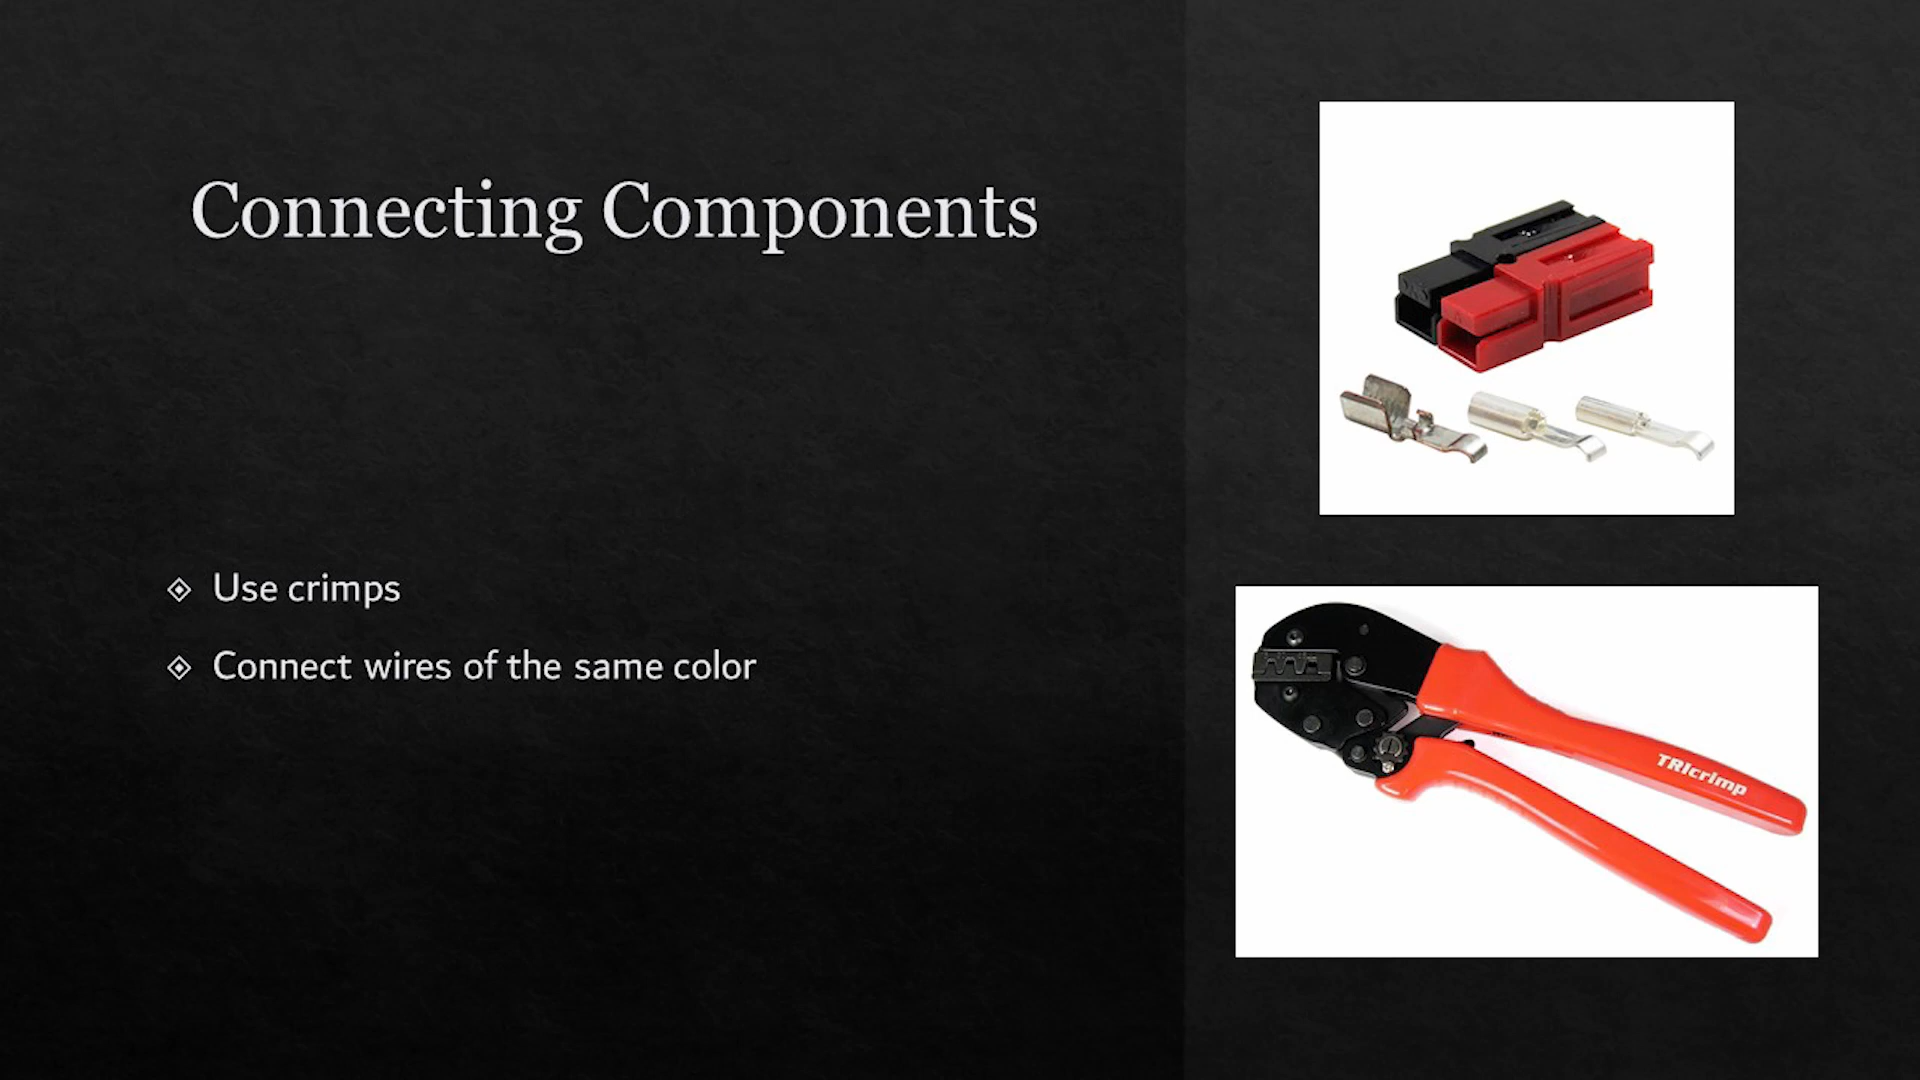 Connecting Components
Use crimps
Connect wires of the same color
TRIcrimp